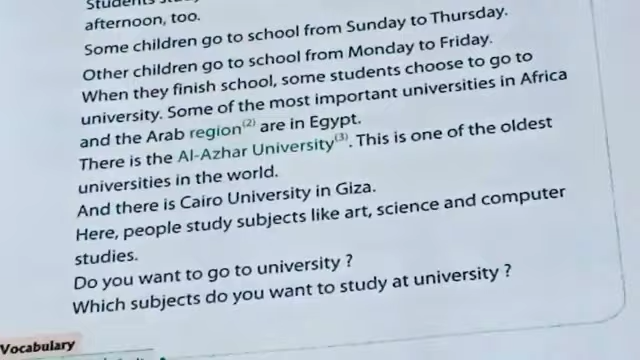 Students
afternoon, too.
Some children go to school from Sunday to Thursday.
Other children go to school from Monday to Friday.
When they finish school, some students choose to go to
university. Some of the most important universities in Africa
and the Arab region(2) are in Egypt.
There is the Al-Azhar University(3). This is one of the oldest
universities in the world.
And there is Cairo University in Giza.
Here, people study subjects like art, science and computer
studies.
Do you want to go to university ?
Which subjects do you want to study at university ?
Vocabulary